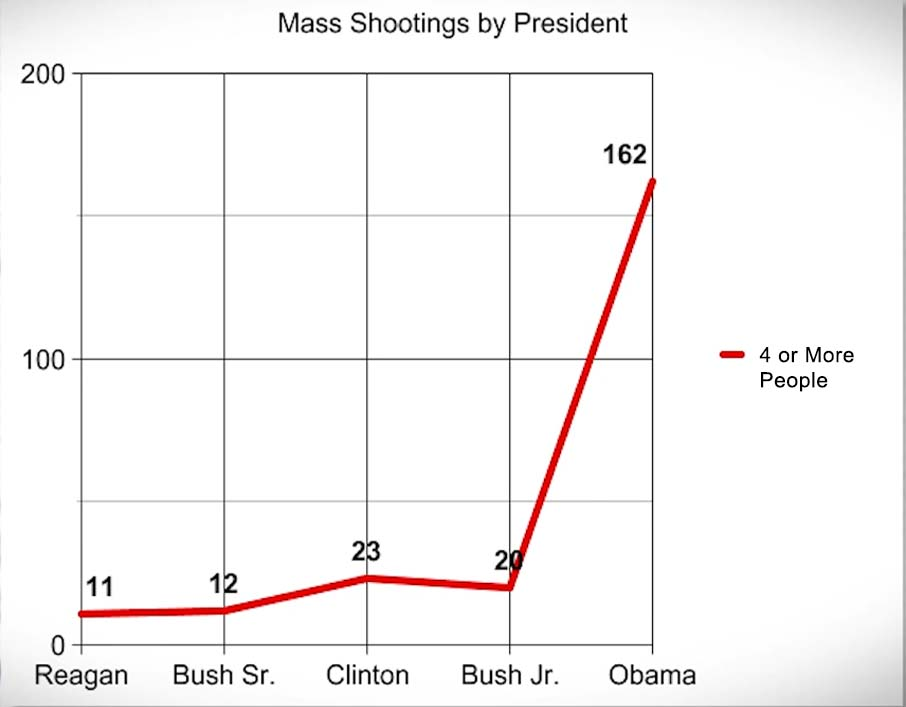 Mass Shootings by President
200
162
100
4 or More
People
23
20
11
12
0
Reagan
Bush Sr.
Clinton
Bush Jr.
Obama